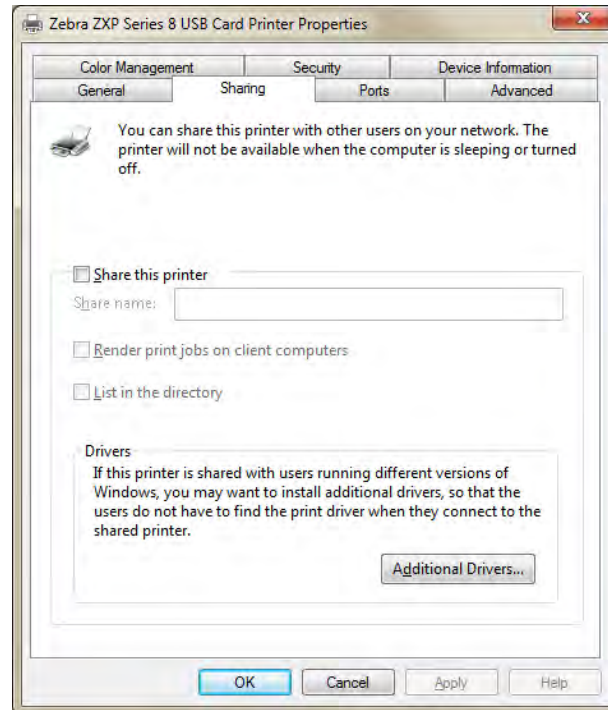 Zebra ZXP Series 8 USB Card Printer Properties
Color Management Security Device Information
General Sharing Ports Advanced
You can share this printer with other users on your network. The
printer will not be available when the computer is sleeping or turned
off.
Share this printer
Share name:
Render print jobs on client computers
List in the directory
Drivers
If this printer is shared with users running different versions of
Windows, you may want to install additional drivers, so that the
users do not have to find the print driver when they connect to the
shared printer.
Additional Drivers...
OK Cancel Apply Help